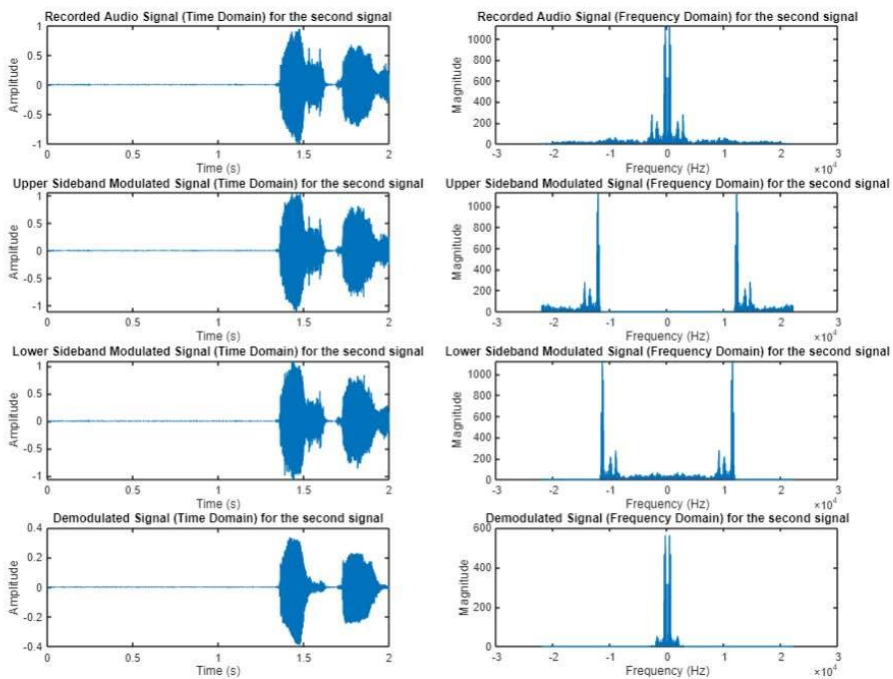 Recorded Audio Signal (Time Domain) for the second signal
1
0.5
0
-0.5
-1
Amplitude
0 0.5 1 1.5 2
Time (s)
Recorded Audio Signal (Frequency Domain) for the second signal
1000
800
600
400
200
0
Magnitude
-3 -2 -1 0 1 2 3
Frequency (Hz) ×10⁴
Upper Sideband Modulated Signal (Time Domain) for the second signal
1
0.5
0
-0.5
-1
Amplitude
0 0.5 1 1.5 2
Time (s)
Upper Sideband Modulated Signal (Frequency Domain) for the second signal
1000
800
600
400
200
0
Magnitude
-3 -2 -1 0 1 2 3
Frequency (Hz) ×10⁴
Lower Sideband Modulated Signal (Time Domain) for the second signal
1
0.5
0
-0.5
-1
Amplitude
0 0.5 1 1.5 2
Time (s)
Lower Sideband Modulated Signal (Frequency Domain) for the second signal
1000
800
600
400
200
0
Magnitude
-3 -2 -1 0 1 2 3
Frequency (Hz) ×10⁴
Demodulated Signal (Time Domain) for the second signal
0.4
0.2
0
-0.2
-0.4
Amplitude
0 0.5 1 1.5 2
Time (s)
Demodulated Signal (Frequency Domain) for the second signal
600
400
200
0
Magnitude
-3 -2 -1 0 1 2 3
Frequency (Hz) ×10⁴